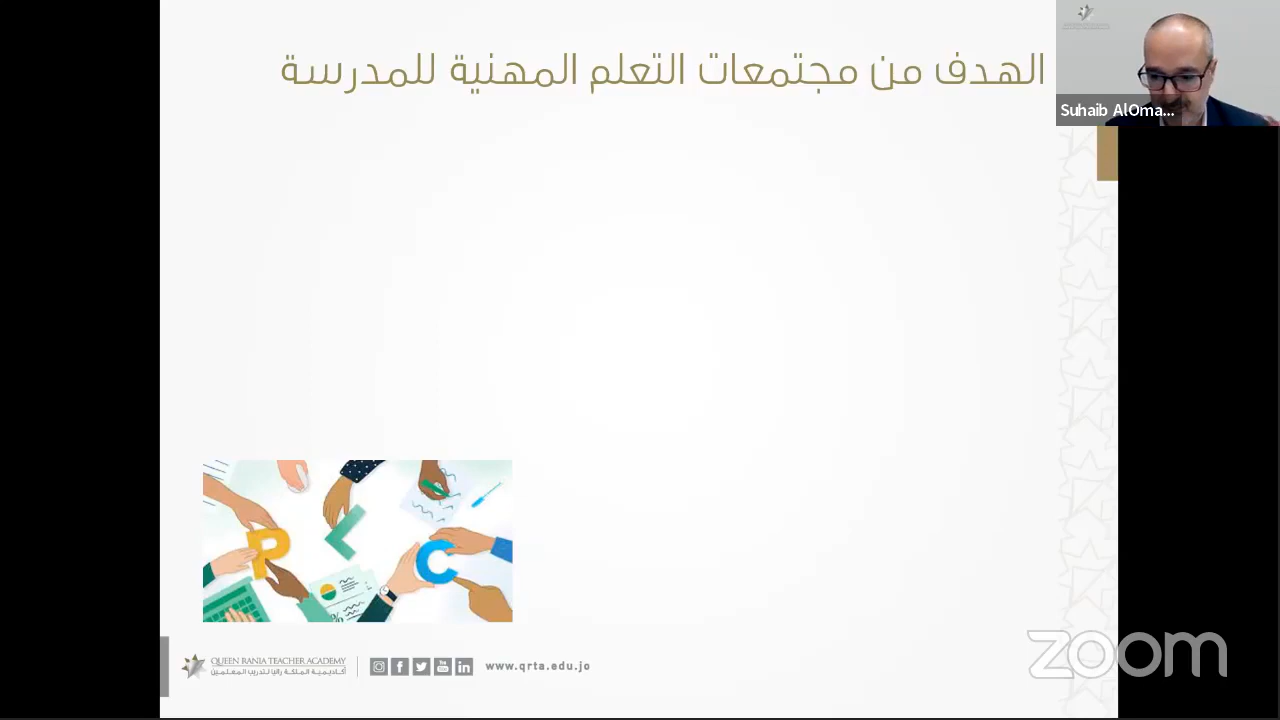 الهدف من مجتمعات التعلم المهنية للمدرسة
Suhaib AlOma...
P L C
QUEEN RANIA TEACHER ACADEMY
أكاديمية الملكة رانيا لتدريب المعلمين
www.qrta.edu.jo
zoom